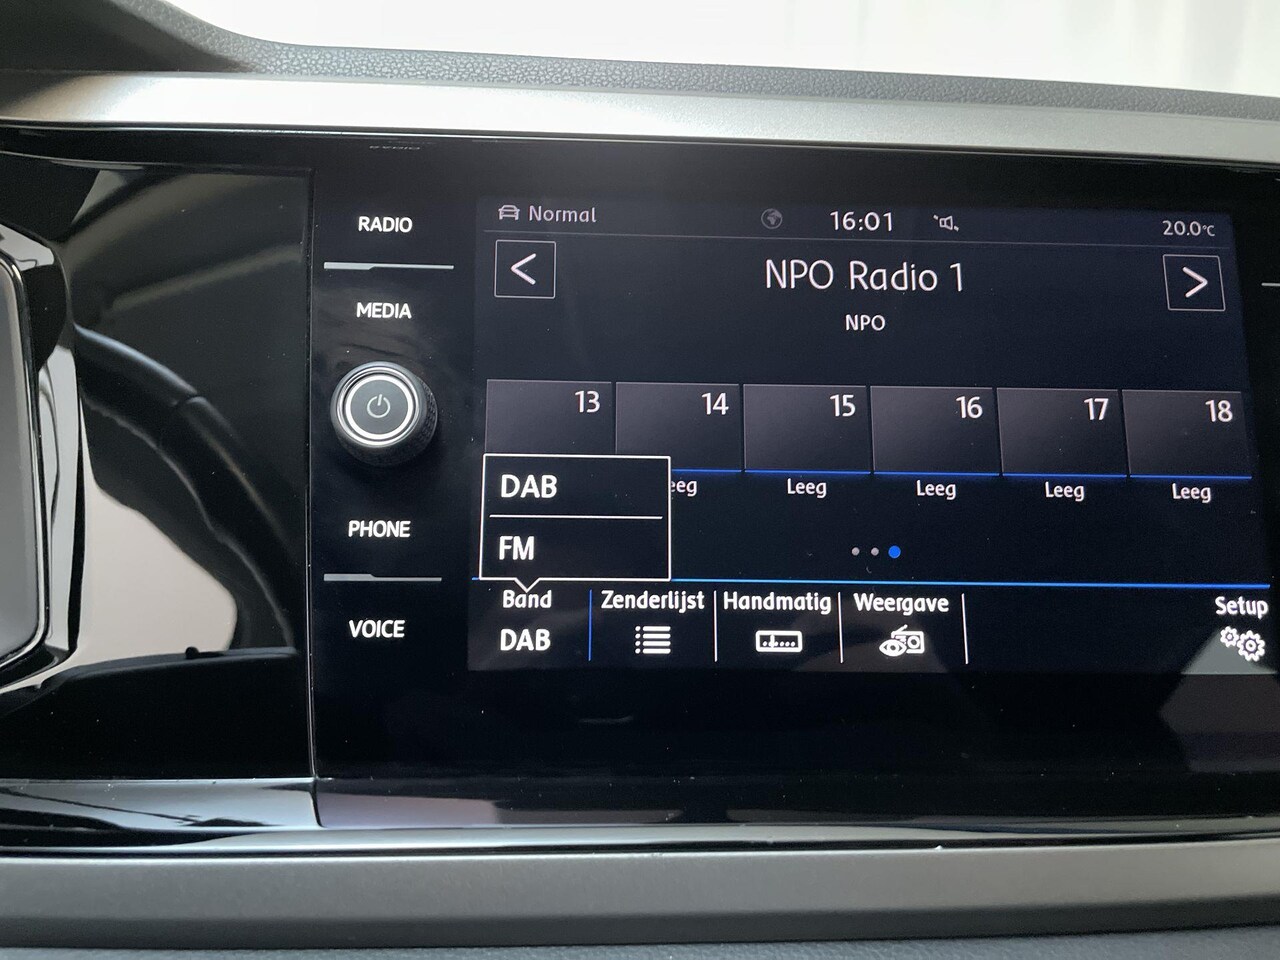 RADIO
MEDIA
PHONE
VOICE
Normal
16:01
20.0°C
<
NPO Radio 1
>
NPO
13 14 15 16 17 18
Leeg Leeg Leeg Leeg
DAB
FM
Band Zenderlijst Handmatig Weergave Setup
DAB